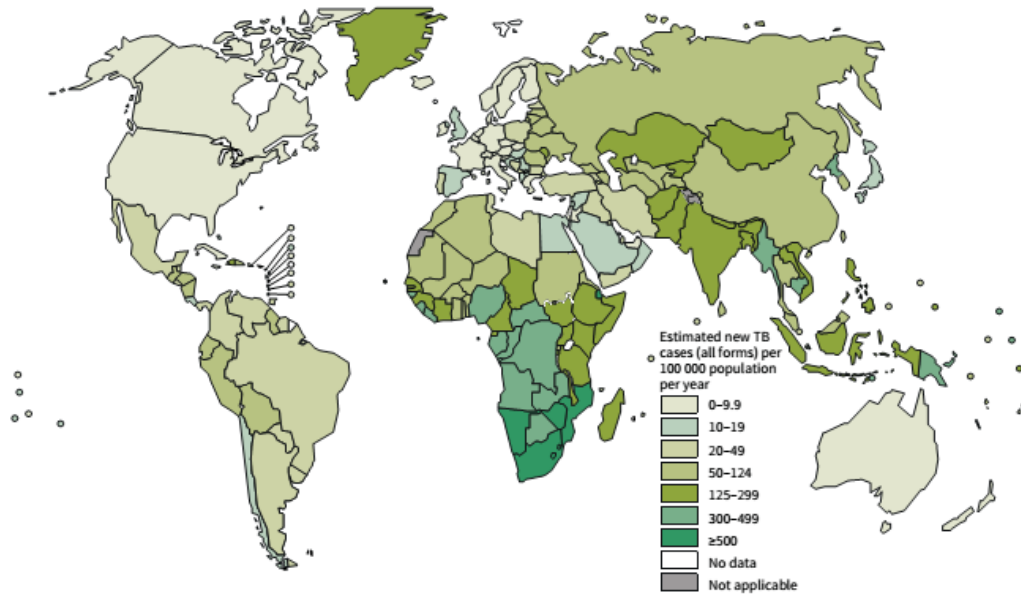 Estimated new TB
cases (all forms) per
100 000 population
per year
0–9.9
10–19
20–49
50–124
125–299
300–499
≥500
No data
Not applicable